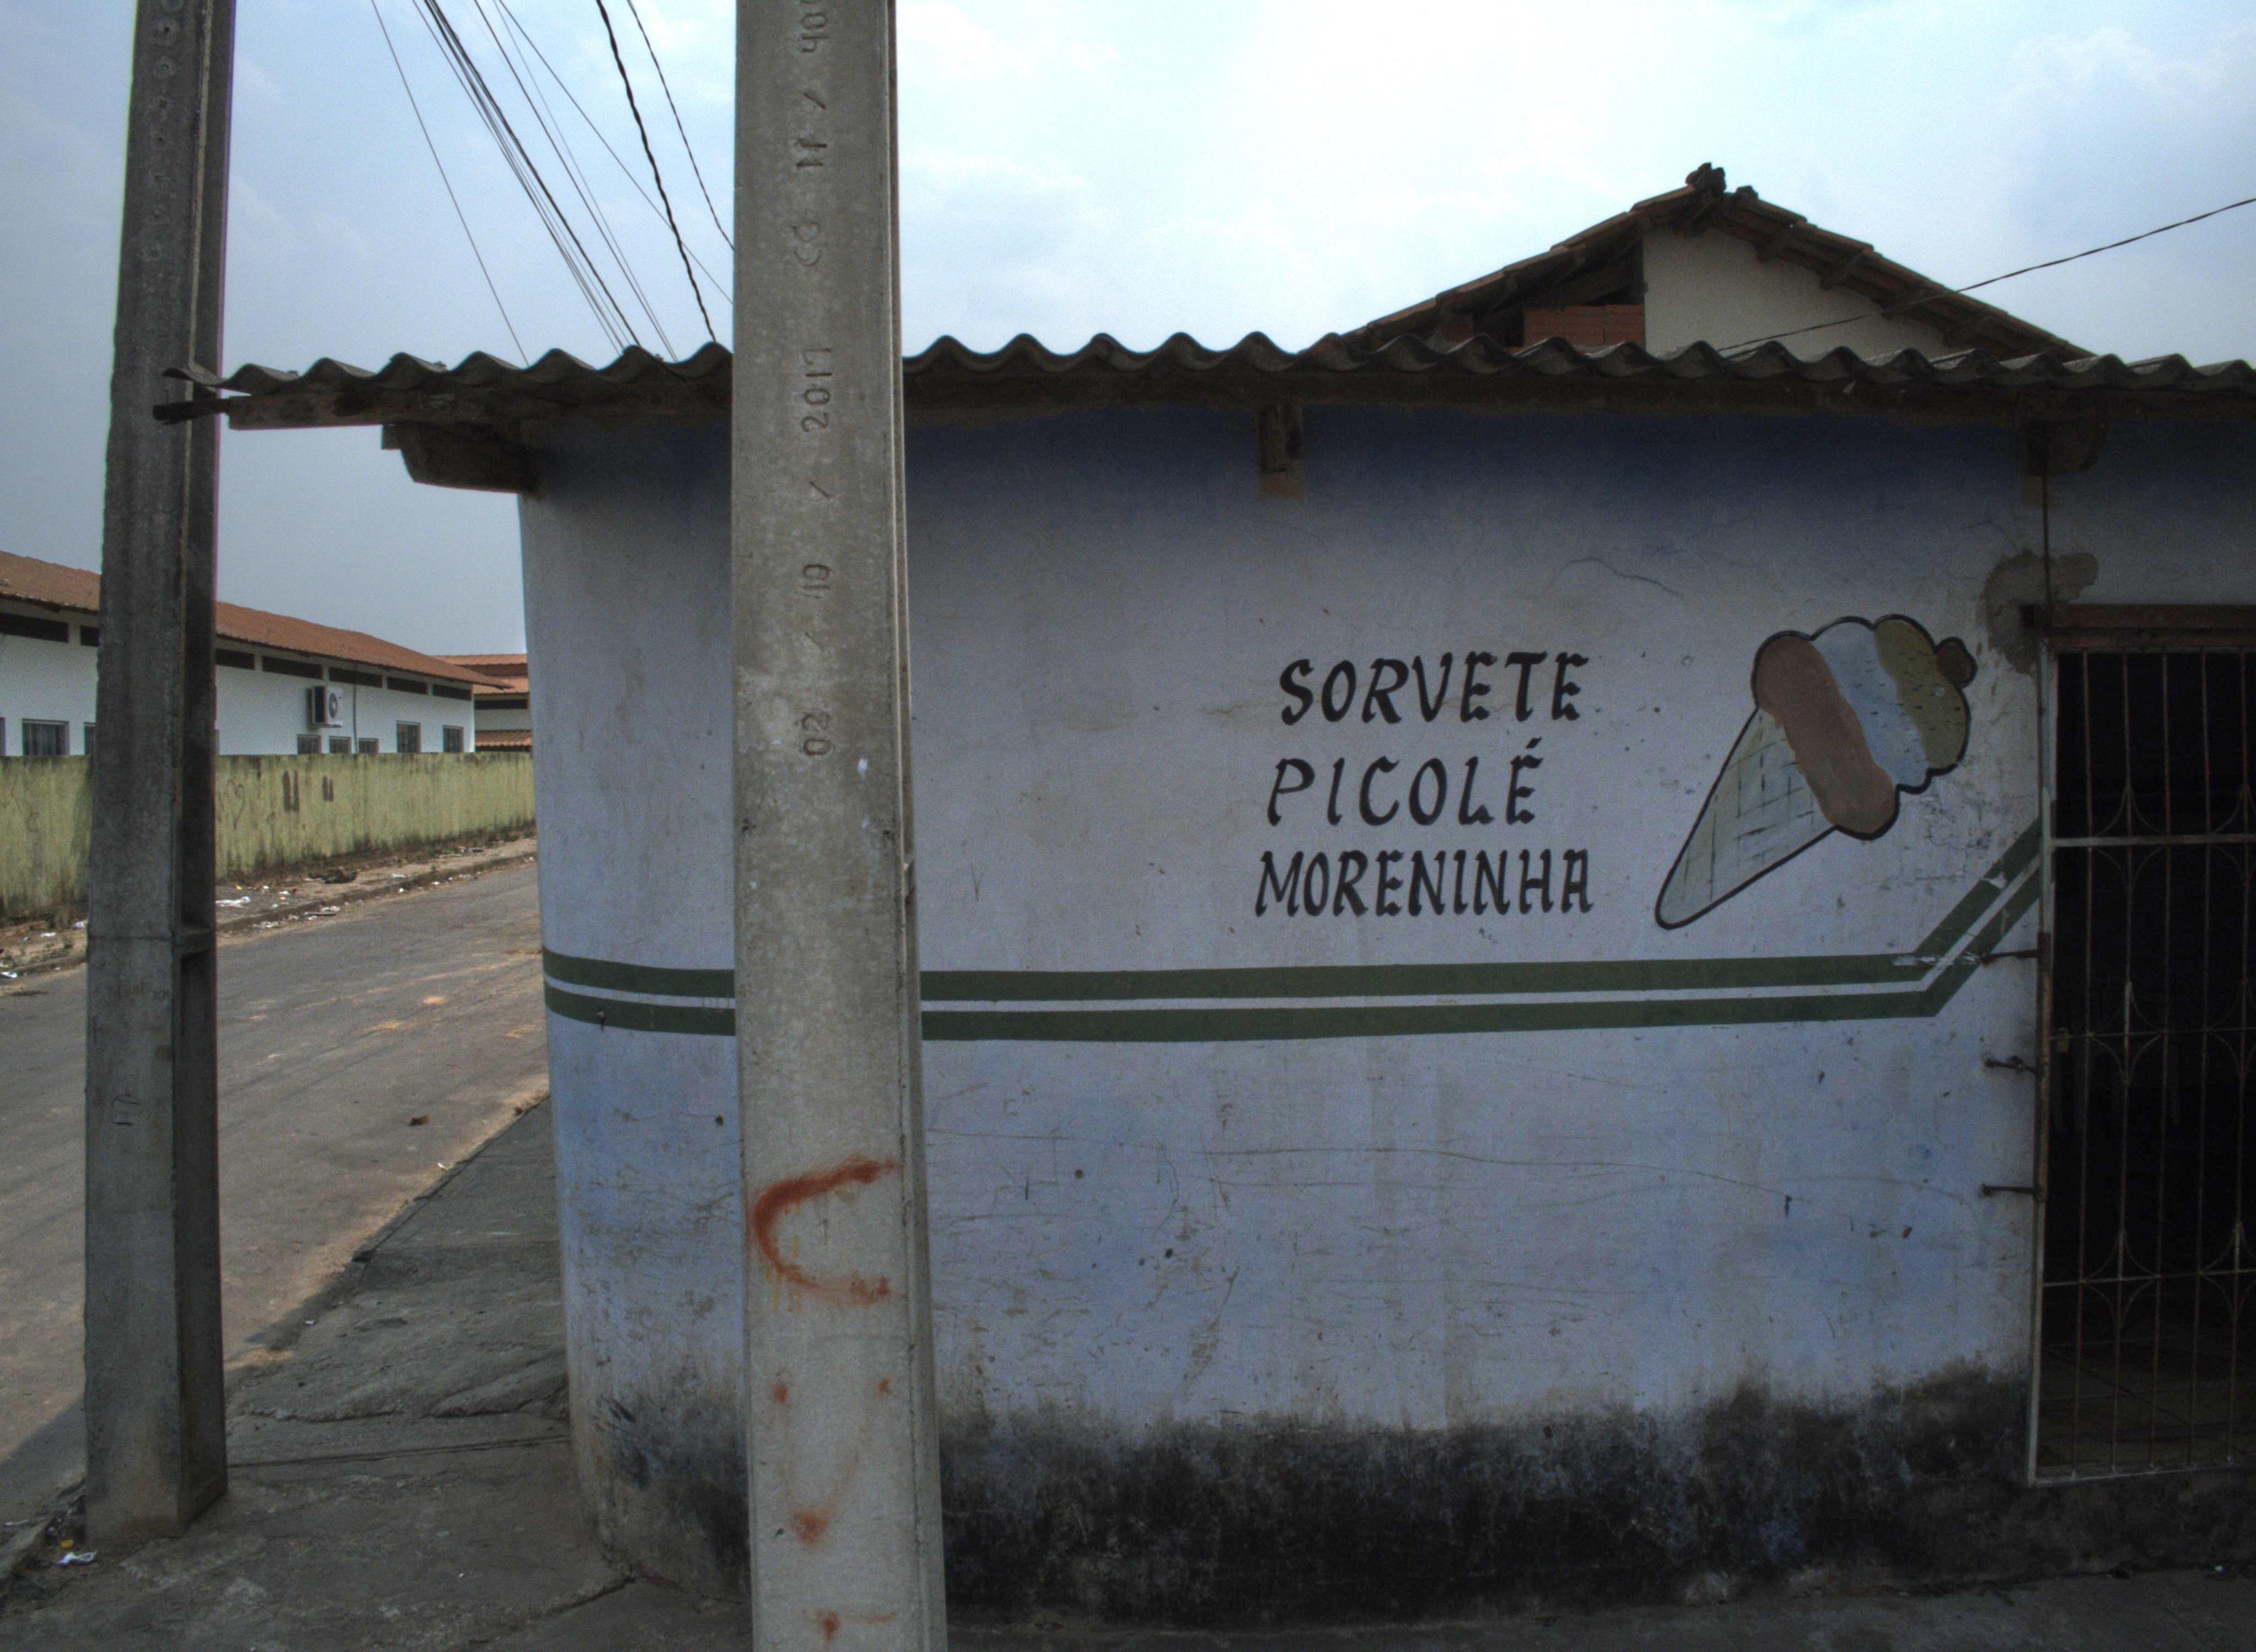 SORVETE
PICOLÉ
MORENINHA
02 / 10 / 2017